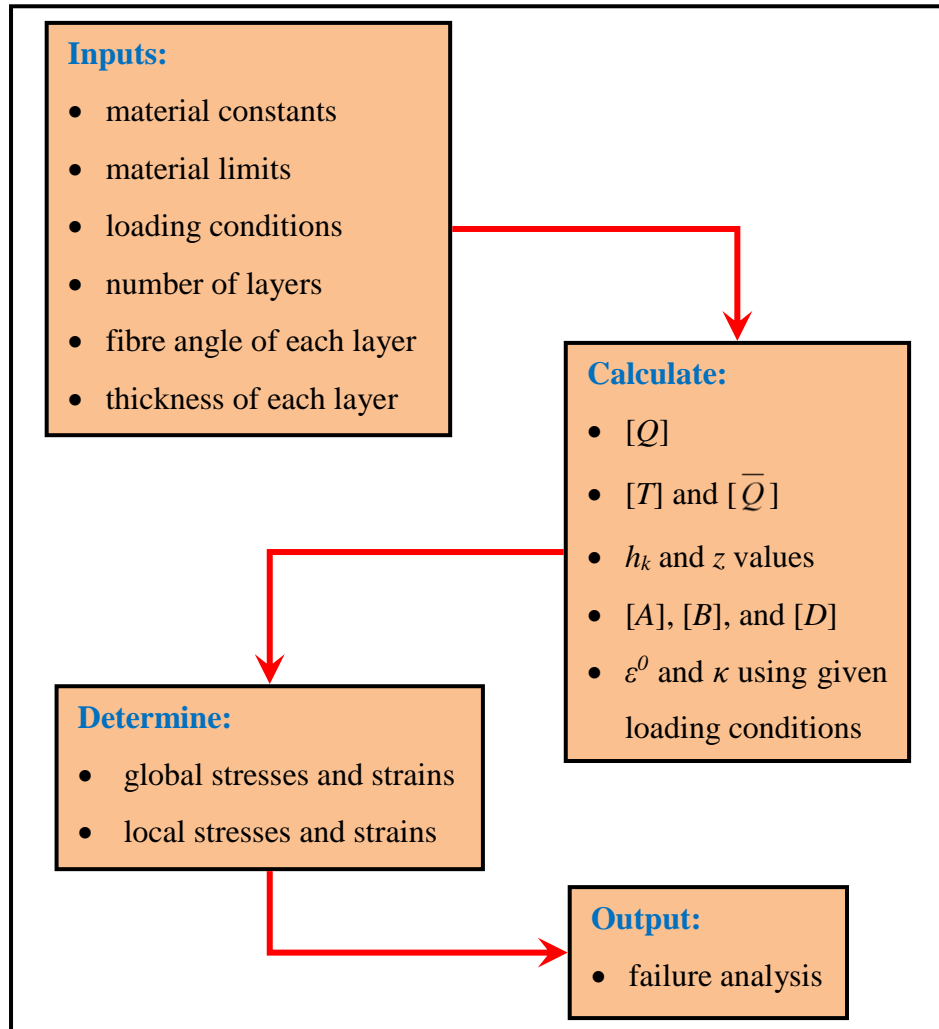 Inputs:
• material constants
• material limits
• loading conditions
• number of layers
• fibre angle of each layer
• thickness of each layer
Calculate:
• [Q]
• [T] and [Q̅]
• hₖ and z values
• [A], [B], and [D]
• ε⁰ and κ using given
loading conditions
Determine:
• global stresses and strains
• local stresses and strains
Output:
• failure analysis